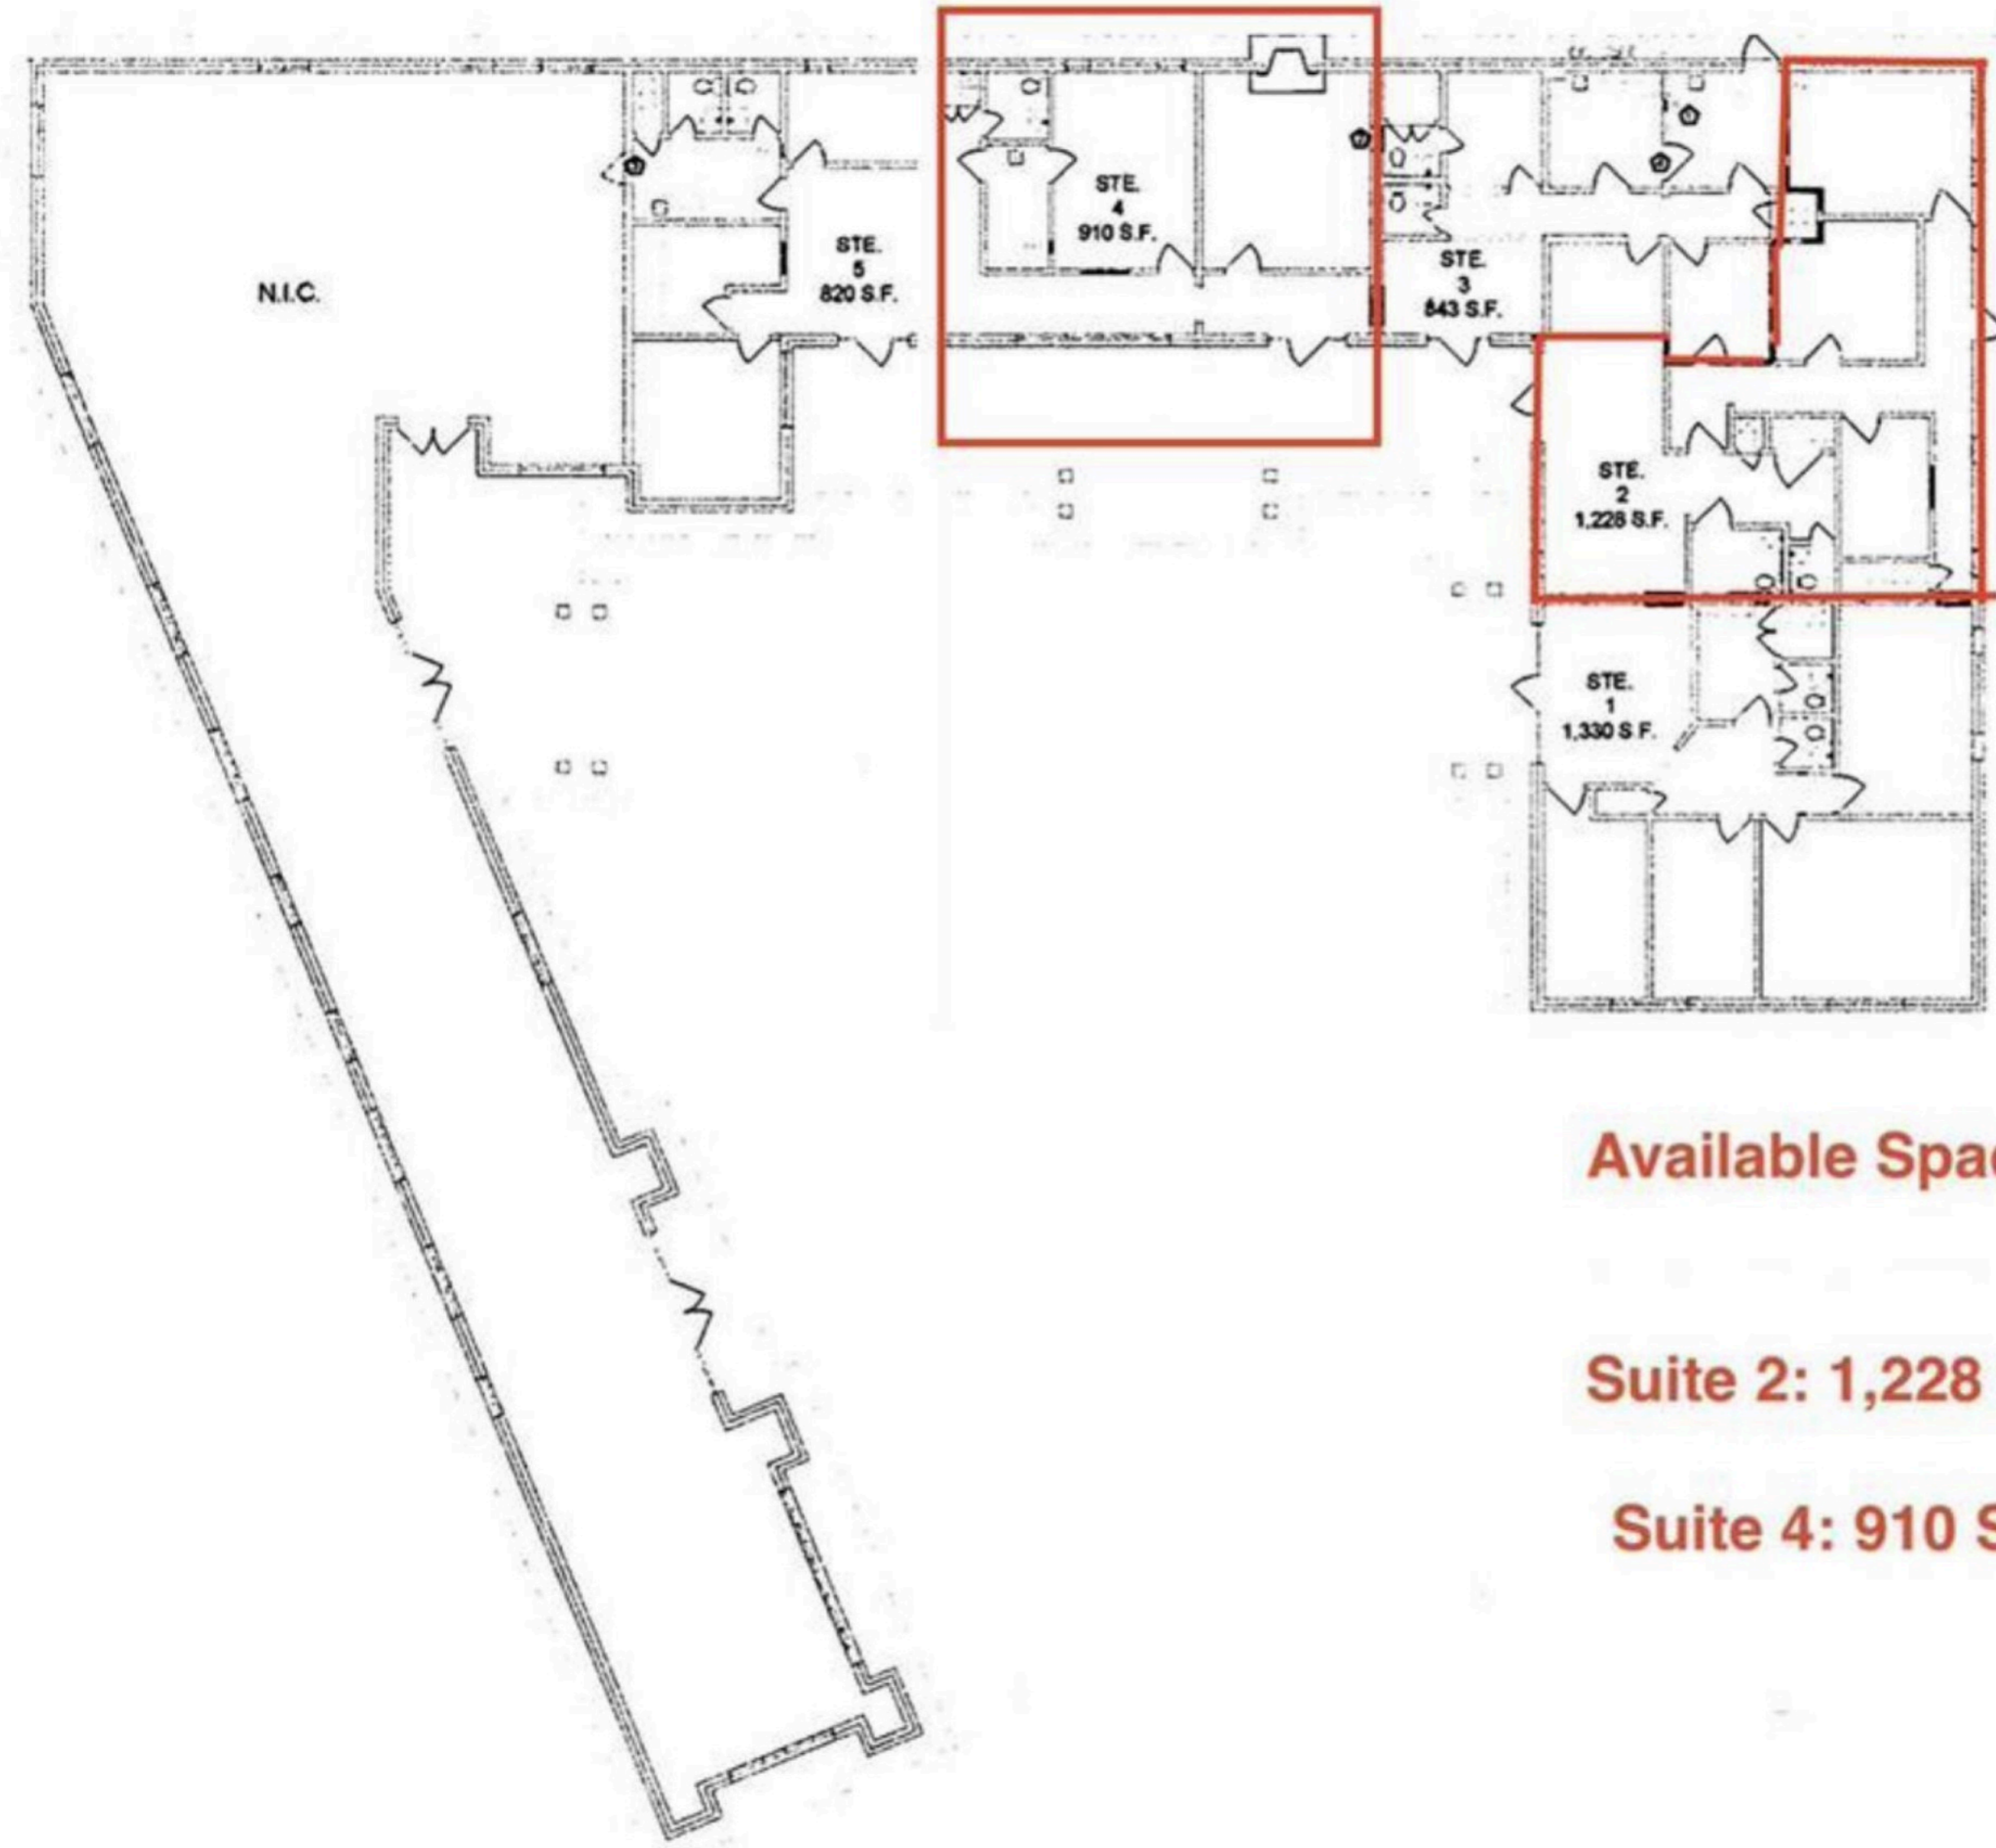 N.I.C.
STE.
5
820 S.F.
STE.
4
910 S.F.
STE.
3
843 S.F.
STE.
2
1,228 S.F.
STE.
1
1,330 S.F.
Available Spa
Suite 2: 1,228
Suite 4: 910 S